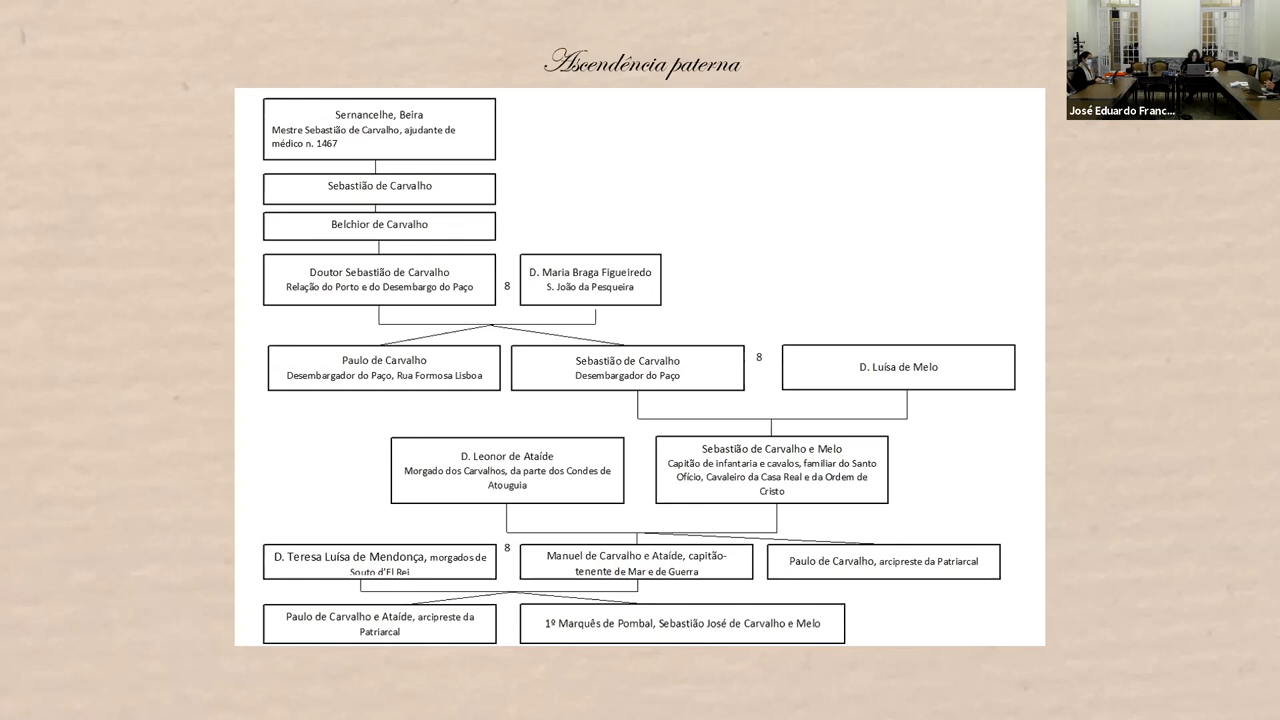 Ascendência paterna
José Eduardo Franc...
Sernancelhe, Beira
Mestre Sebastião de Carvalho, ajudante de
médico n. 1467
Sebastião de Carvalho
Belchior de Carvalho
Doutor Sebastião de Carvalho
Relação do Porto e do Desembargo do Paço
8
D. Maria Braga Figueiredo
S. João da Pesqueira
Paulo de Carvalho
Desembargador do Paço, Rua Formosa Lisboa
Sebastião de Carvalho
Desembargador do Paço
8
D. Luísa de Melo
D. Leonor de Ataíde
Morgado dos Carvalhos, da parte dos Condes de
Atouguia
Sebastião de Carvalho e Melo
Capitão de infantaria e cavalos, familiar do Santo
Ofício, Cavaleiro da Casa Real e da Ordem de
Cristo
D. Teresa Luísa de Mendonça, morgados de
Souto d'El Rei
8
Manuel de Carvalho e Ataíde, capitão-
tenente de Mar e de Guerra
Paulo de Carvalho, arcipreste da Patriarcal
Paulo de Carvalho e Ataíde, arcipreste da
Patriarcal
1º Marquês de Pombal, Sebastião José de Carvalho e Melo